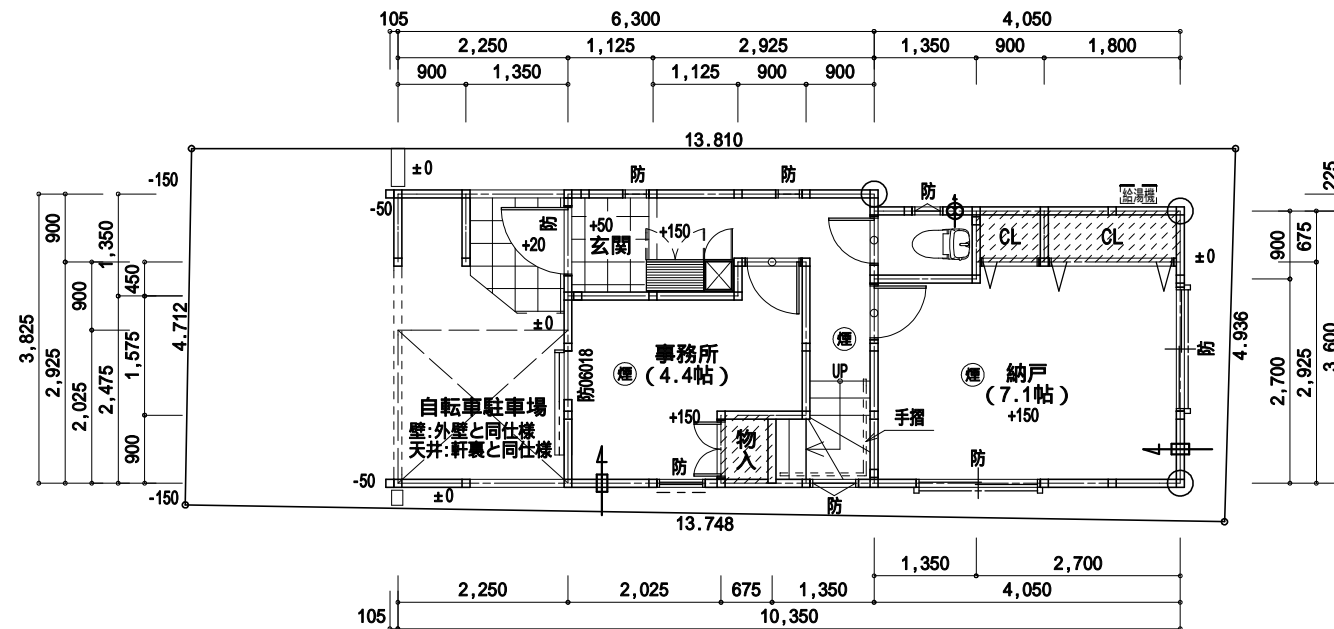 105
6,300
4,050
2,250
1,125
2,925
1,350
900
1,800
900
1,350
1,125
900
900
13.810
-150
±0
防
防
防
給湯機
225
-50
防
+20
+50
玄関
+150
CL
CL
±0
900
675
3,825
900
2,925
2,025
900
1,350
2,475
450
1,575
900
4.712
±0
防06018
煙
事務所
(4.4帖)
煙
UP
煙
納戸
(7.1帖)
+150
防
4.936
2,700
2,925
3,600
自転車駐車場
壁:外壁と同仕様
天井:軒裏と同仕様
+150
物入
手摺
防
防
防
-50
-150
±0
13.748
1,350
2,700
2,250
2,025
675
1,350
4,050
105
10,350